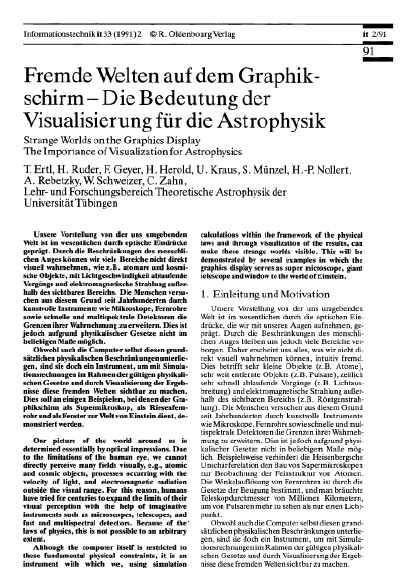 Informationstechnik it 33 (1991) 2 © R. Oldenbourg Verlag
it 2/91
91
Fremde Welten auf dem Graphik-
schirm – Die Bedeutung der
Visualisierung für die Astrophysik
Strange Worlds on the Graphics Display
The Importance of Visualization for Astrophysics
T. Ertl, H. Ruder, F. Geyer, H. Herold, U. Kraus, S. Münzel, H.-P. Nollert,
A. Rebetzky, W. Schweizer, C. Zahn,
Lehr- und Forschungsbereich Theoretische Astrophysik der
Universität Tübingen
Unsere Vorstellung von der uns umgebenden
Welt ist im wesentlichen durch optische Eindrücke
geprägt. Durch die Beschränkungen des menschli-
chen Auges können wir viele Bereiche nicht direkt
visuell wahrnehmen, wie z.B. atomare und kosmi-
sche Objekte, mit Lichtgeschwindigkeit ablaufende
Vorgänge und elektromagnetische Strahlung außer-
halb des sichtbaren Bereichs. Die Menschen versu-
chen aus diesem Grund seit Jahrhunderten durch
kunstvolle Instrumente wie Mikroskope, Fernrohre
sowie schnelle und multispektrale Detektoren die
Grenzen ihrer Wahrnehmung zu erweitern. Dies ist
jedoch aufgrund physikalischer Gesetze nicht im
beliebigen Maße möglich.
Obwohl auch die Computer selbst diesen grund-
sätzlichen physikalischen Beschränkungen unterlie-
gen, sind sie doch ein Instrument, um mit Simula-
tionsrechnungen im Rahmen der gültigen physikali-
schen Gesetze und durch Visualisierung der Ergeb-
nisse diese fremden Welten sichtbar zu machen.
Dies soll an einigen Beispielen, bei denen der Gra-
phikschirm als Supermikroskop, als Riesenfern-
rohr und als Fenster zur Welt von Einstein dient, de-
monstriert werden.
Our picture of the world around us is
determined essentially by optical impressions. Due
to the limitations of the human eye, we cannot
directly perceive many fields visually, e.g., atomic
and cosmic objects, processes occurring with the
velocity of light, and electromagnetic radiation
outside the visual range. For this reason, humans
have tried for centuries to expand the limits of their
visual perception with the help of imaginative
instruments such as microscopes, telescopes, and
fast and multispectral detectors. Because of the
laws of physics, this is not possible to an arbitrary
extent.
Although the computer itself is restricted to
these fundamental physical constraints, it is an
instrument with which we, using simulation
calculations within the framework of the physical
laws and through visualization of the results, can
make these strange worlds visible. This will be
demonstrated by several examples in which the
graphics display serves as super microscope, giant
telescope and window to the world of Einstein.
1. Einleitung und Motivation
Unsere Vorstellung von der uns umgebenden
Welt ist im wesentlichen durch die optischen Ein-
drücke, die wir mit unseren Augen aufnehmen, ge-
prägt. Durch die Beschränkungen des menschli-
chen Auges bleiben uns jedoch viele Bereiche ver-
borgen. Daher erscheint uns alles, was wir nicht di-
rekt visuell wahrnehmen können, intuitiv fremd.
Dies betrifft sehr kleine Objekte (z.B. Atome),
sehr weit entfernte Objekte (z.B. Pulsare), zeitlich
sehr schnell ablaufende Vorgänge (z.B. Lichtaus-
breitung) und elektromagnetische Strahlung außer-
halb des sichtbaren Bereichs (z.B. Röntgenstrah-
lung). Die Menschen versuchen aus diesem Grund
seit Jahrhunderten durch kunstvolle Instrumente
wie Mikroskope, Fernrohre sowie schnelle und mul-
tispektrale Detektoren die Grenzen ihrer Wahrneh-
mung zu erweitern. Dies ist jedoch aufgrund physi-
kalischer Gesetze nicht in beliebigem Maße mög-
lich. Beispielsweise verhindert die Heisenbergsche
Unschärferelation den Bau von Supermikroskopen
zur Beobachtung der Feinstruktur von Atomen.
Die Winkelauflösung von Fernrohren ist durch die
Gesetze der Beugung bestimmt, und man bräuchte
Teleskopdurchmesser von Millionen Kilometern,
um von Pulsaren mehr zu sehen als nur einen Licht-
punkt.
Obwohl auch die Computer selbst diesen grund-
sätzlichen physikalischen Beschränkungen unterlie-
gen, sind sie doch ein Instrument, um mit Simula-
tionsrechnungen im Rahmen der gültigen physikali-
schen Gesetze und durch Visualisierung der Ergeb-
nisse diese fremden Welten sichtbar zu machen.